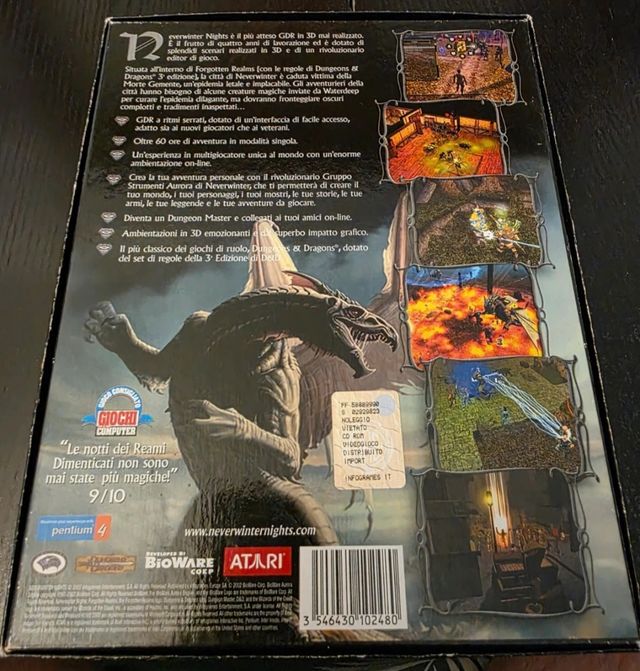 Neverwinter Nights è il più atteso GDR in 3D mai realizzato.
È il frutto di quattro anni di lavorazione ed è dotato di
splendidi scenari realizzati in 3D e di un rivoluzionario
editor di gioco.
Situata all'interno di Forgotten Realms (con le regole di Dungeons &
Dragons® 3ª edizione), la città di Neverwinter è caduta vittima della
Morte Gemente, un'epidemia letale e implacabile. Gli avventurieri della
città hanno bisogno di alcune creature magiche inviate da Waterdeep
per curare l'epidemia dilagante, ma dovranno fronteggiare oscuri
complotti e tradimenti inaspettati...
GDR a ritmi serrati, dotato di un'interfaccia di facile accesso,
adatto sia ai nuovi giocatori che ai veterani.
Oltre 60 ore di avventura in modalità singola.
Un'esperienza in multigiocatore unica al mondo con un'enorme
ambientazione on-line.
Crea la tua avventura personale con il rivoluzionario Gruppo
Strumenti Aurora di Neverwinter, che ti permetterà di creare il
tuo mondo, i tuoi personaggi, i tuoi mostri, le tue storie, le tue
armi, le tue leggende e le tue avventure da giocare.
Diventa un Dungeon Master e collegati ai tuoi amici on-line.
Ambientazioni in 3D emozionanti e dal superbo impatto grafico.
Il più classico dei giochi di ruolo, Dungeons & Dragons®, dotato
del set di regole della 3ª Edizione di D&D.
GIOCO CONSIGLIATO
GIOCHI
COMPUTER
"Le notti dei Reami
Dimenticati non sono
mai state più magiche!"
9/10
FF 50009900
S 02929823
NOLEGGIO
VIETATO
CD ROM
VIDEOGIOCO
DISTRIBUITO
IMPORT
INFOGRAMES IT
pentium 4
www.neverwinternights.com
DEVELOPED BY
BIOWARE
CORP
ATARI
3 546430 102480